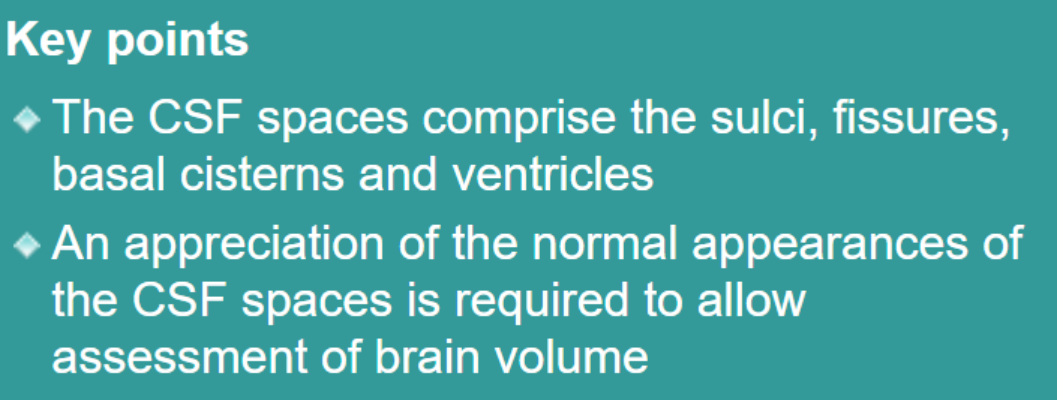 Key points
The CSF spaces comprise the sulci, fissures,
basal cisterns and ventricles
An appreciation of the normal appearances of
the CSF spaces is required to allow
assessment of brain volume